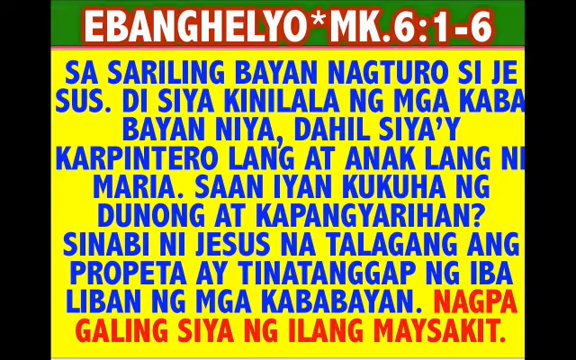 EBANGHELYO*MK.6:1-6
SA SARILING BAYAN NAGTURO SI JE
SUS. DI SIYA KINILALA NG MGA KABA
BAYAN NIYA, DAHIL SIYA'Y
KARPINTERO LANG AT ANAK LANG NI
MARIA. SAAN IYAN KUKUHA NG
DUNONG AT KAPANGYARIHAN?
SINABI NI JESUS NA TALAGANG ANG
PROPETA AY TINATANGGAP NG IBA
LIBAN NG MGA KABABAYAN. NAGPA
GALING SIYA NG ILANG MAYSAKIT.